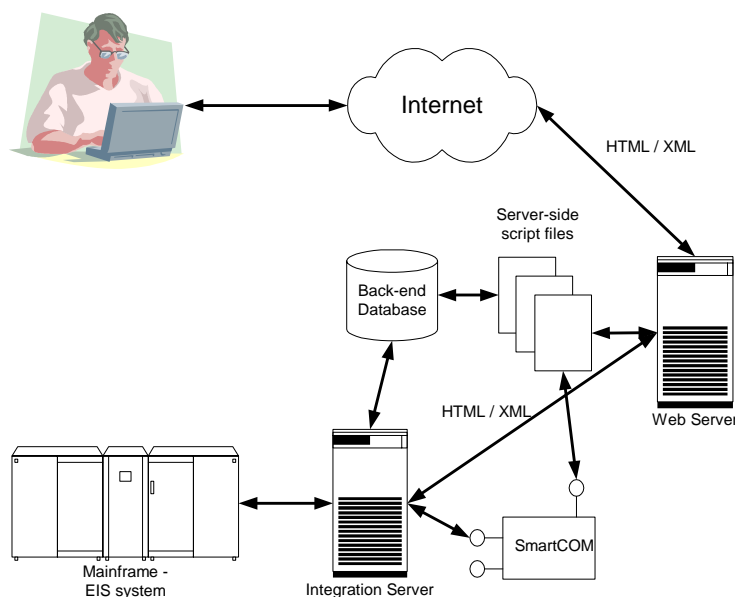 Internet
HTML / XML
Server-side
script files
Back-end
Database
HTML / XML
Web Server
SmartCOM
Mainframe -
EIS system
Integration Server